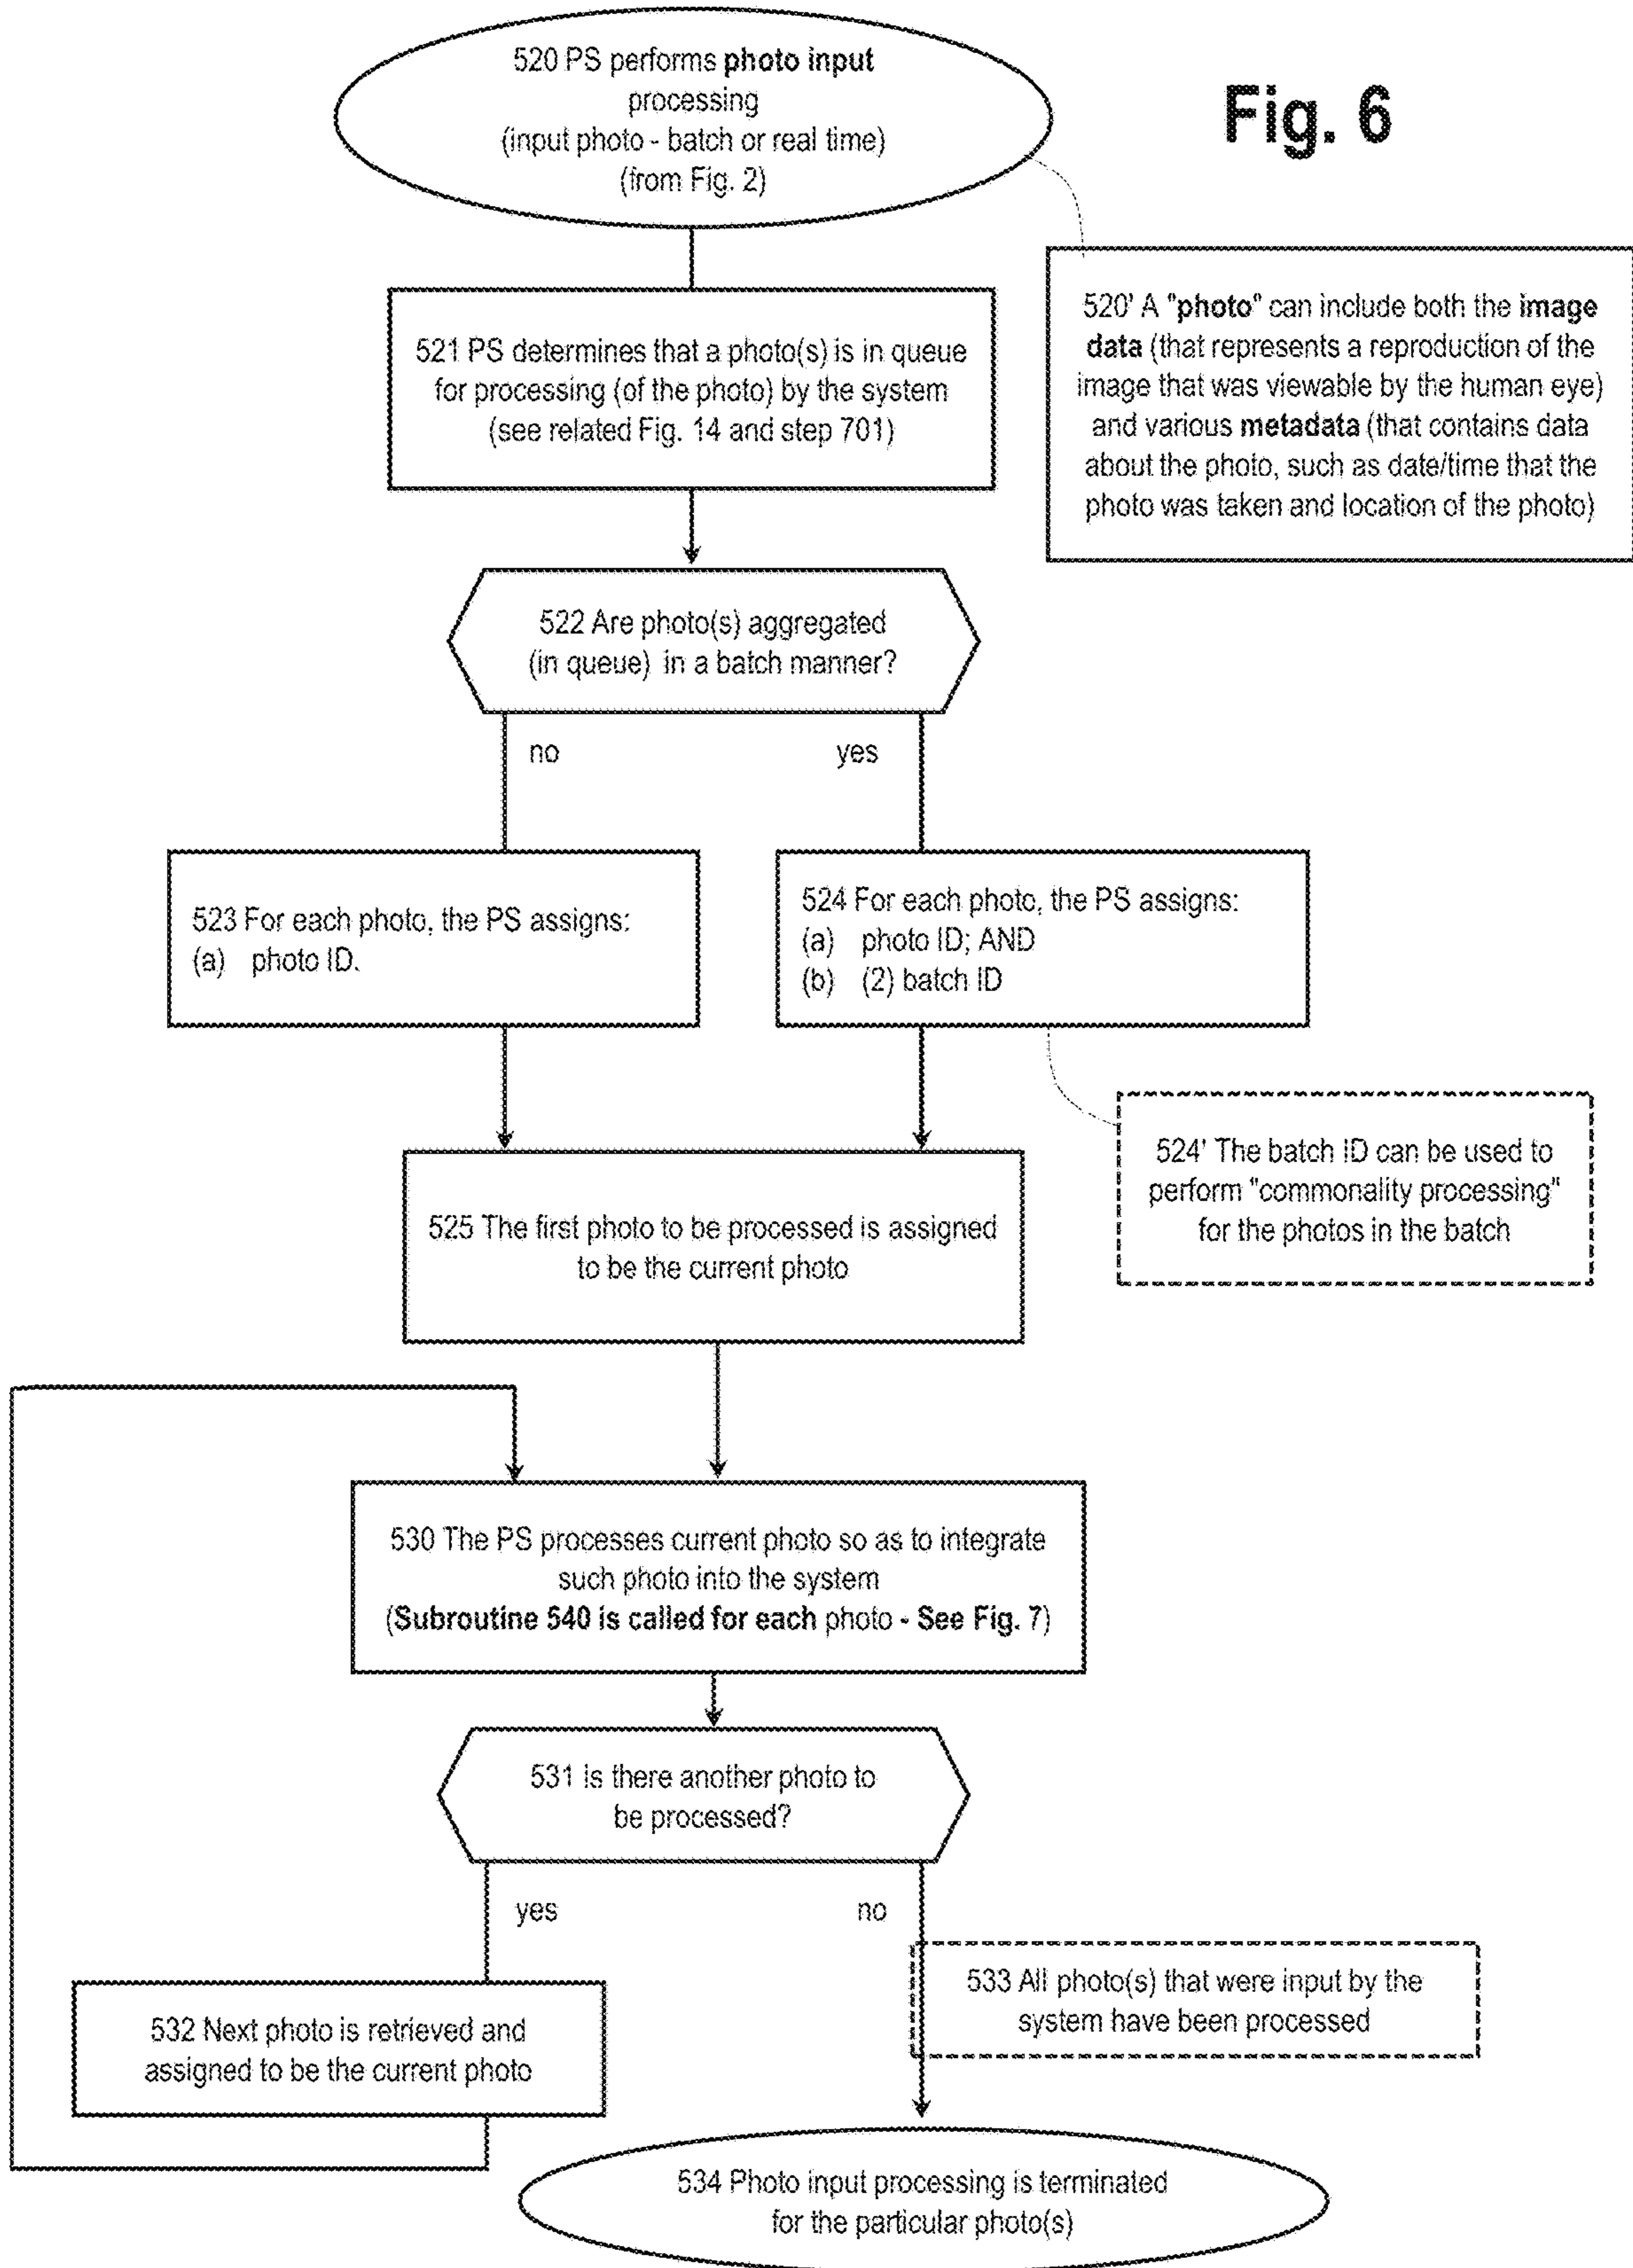 520 PS performs photo input
processing
(input photo - batch or real time)
(from Fig. 2)
Fig. 6
520' A "photo" can include both the image
data (that represents a reproduction of the
image that was viewable by the human eye)
and various metadata (that contains data
about the photo, such as date/time that the
photo was taken and location of the photo)
521 PS determines that a photo(s) is in queue
for processing (of the photo) by the system
(see related Fig. 14 and step 701)
522 Are photo(s) aggregated
(in queue) in a batch manner?
no
yes
523 For each photo, the PS assigns:
(a) photo ID.
524 For each photo, the PS assigns:
(a) photo ID; AND
(b) (2) batch ID
524' The batch ID can be used to
perform "commonality processing"
for the photos in the batch
525 The first photo to be processed is assigned
to be the current photo
530 The PS processes current photo so as to integrate
such photo into the system
(Subroutine 540 is called for each photo - See Fig. 7)
531 Is there another photo to
be processed?
yes
no
533 All photo(s) that were input by the
system have been processed
532 Next photo is retrieved and
assigned to be the current photo
534 Photo input processing is terminated
for the particular photo(s)